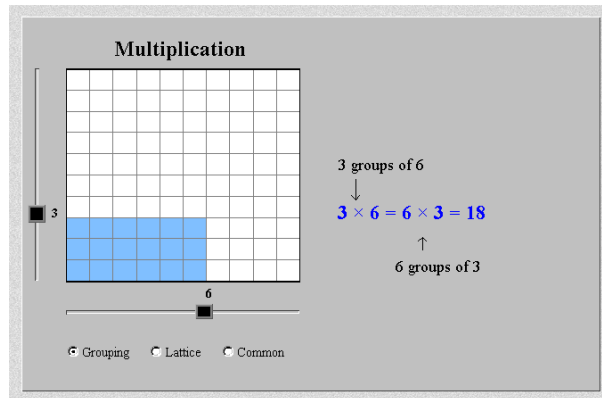 Multiplication
3 groups of 6
↓
3
3 × 6 = 6 × 3 = 18
↑
6 groups of 3
6
Grouping Lattice Common